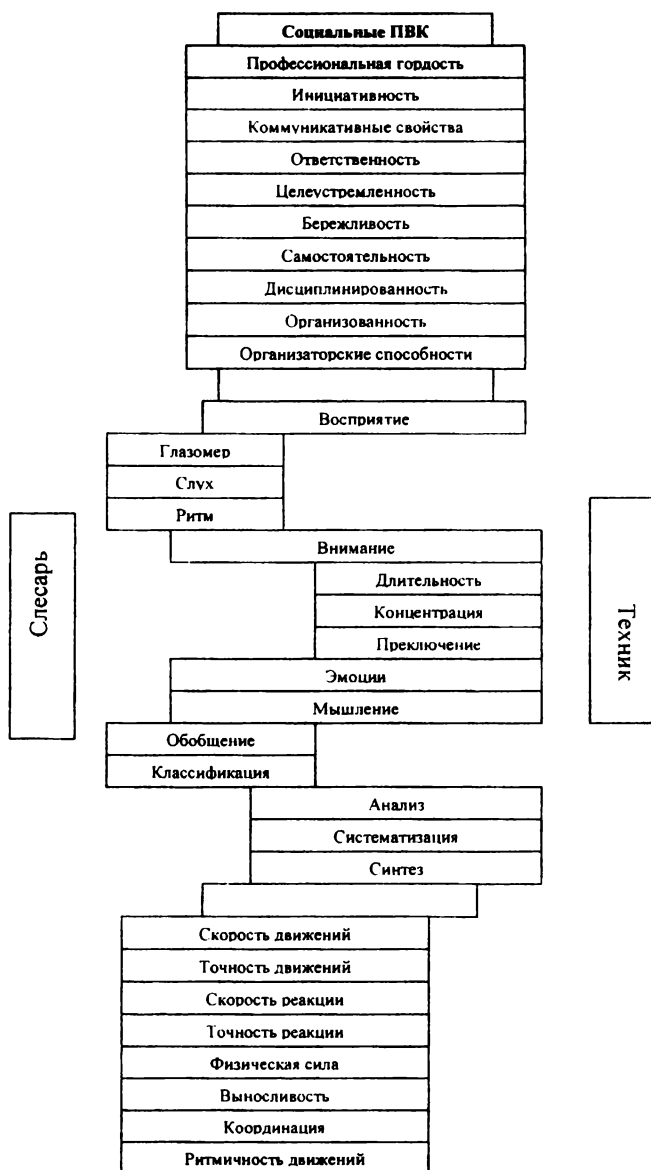 Социальные ПВК
Профессиональная гордость
Инициативность
Коммуникативные свойства
Ответственность
Целеустремленность
Бережливость
Самостоятельность
Дисциплинированность
Организованность
Организаторские способности
Восприятие
Глазомер
Слух
Ритм
Слесарь
Техник
Внимание
Длительность
Концентрация
Преключение
Эмоции
Мышление
Обобщение
Классификация
Анализ
Систематизация
Синтез
Скорость движений
Точность движений
Скорость реакции
Точность реакции
Физическая сила
Выносливость
Координация
Ритмичность движений